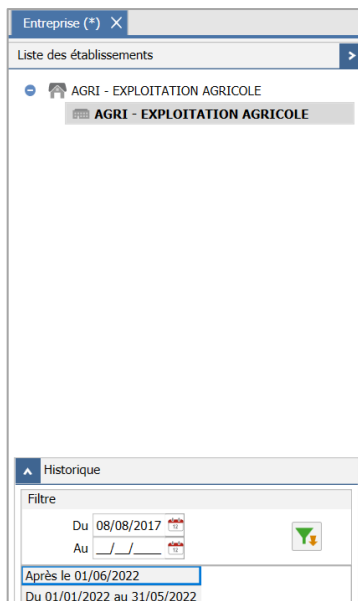 Entreprise (*)
Liste des établissements
AGRI - EXPLOITATION AGRICOLE
AGRI - EXPLOITATION AGRICOLE
Historique
Filtre
Du 08/08/2017
Au __/__/____
Après le 01/06/2022
Du 01/01/2022 au 31/05/2022